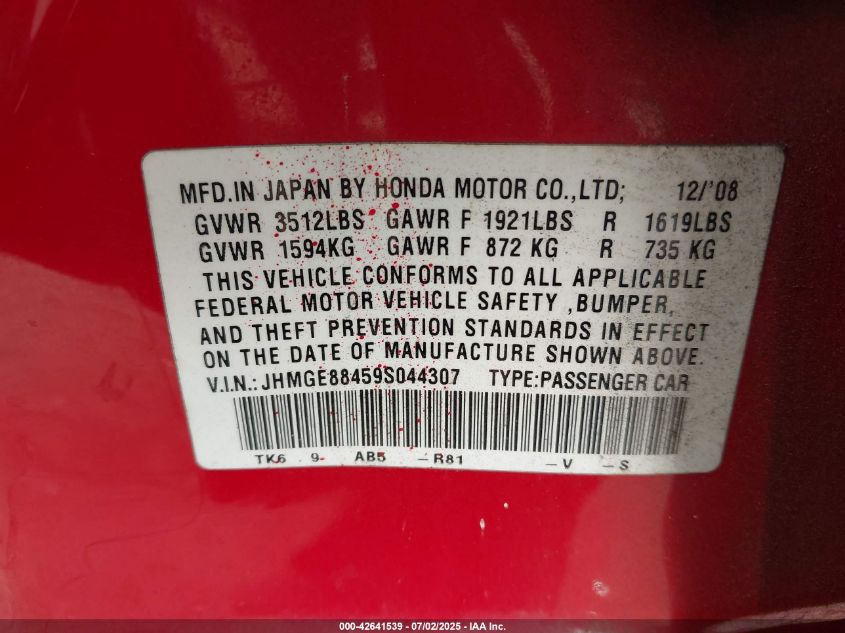 MFD.IN JAPAN BY HONDA MOTOR CO.,LTD; 12/'08
GVWR 3512LBS GAWR F 1921LBS R 1619LBS
GVWR 1594KG GAWR F 872 KG R 735 KG
THIS VEHICLE CONFORMS TO ALL APPLICABLE
FEDERAL MOTOR VEHICLE SAFETY ,BUMPER,
AND THEFT PREVENTION STANDARDS IN EFFECT
ON THE DATE OF MANUFACTURE SHOWN ABOVE.
V.I.N.: JHMGE88459S044307 TYPE:PASSENGER CAR
TK6 9- AB5 -R81 -V -S
000-42641539 - 07/02/2025 - IAA Inc.